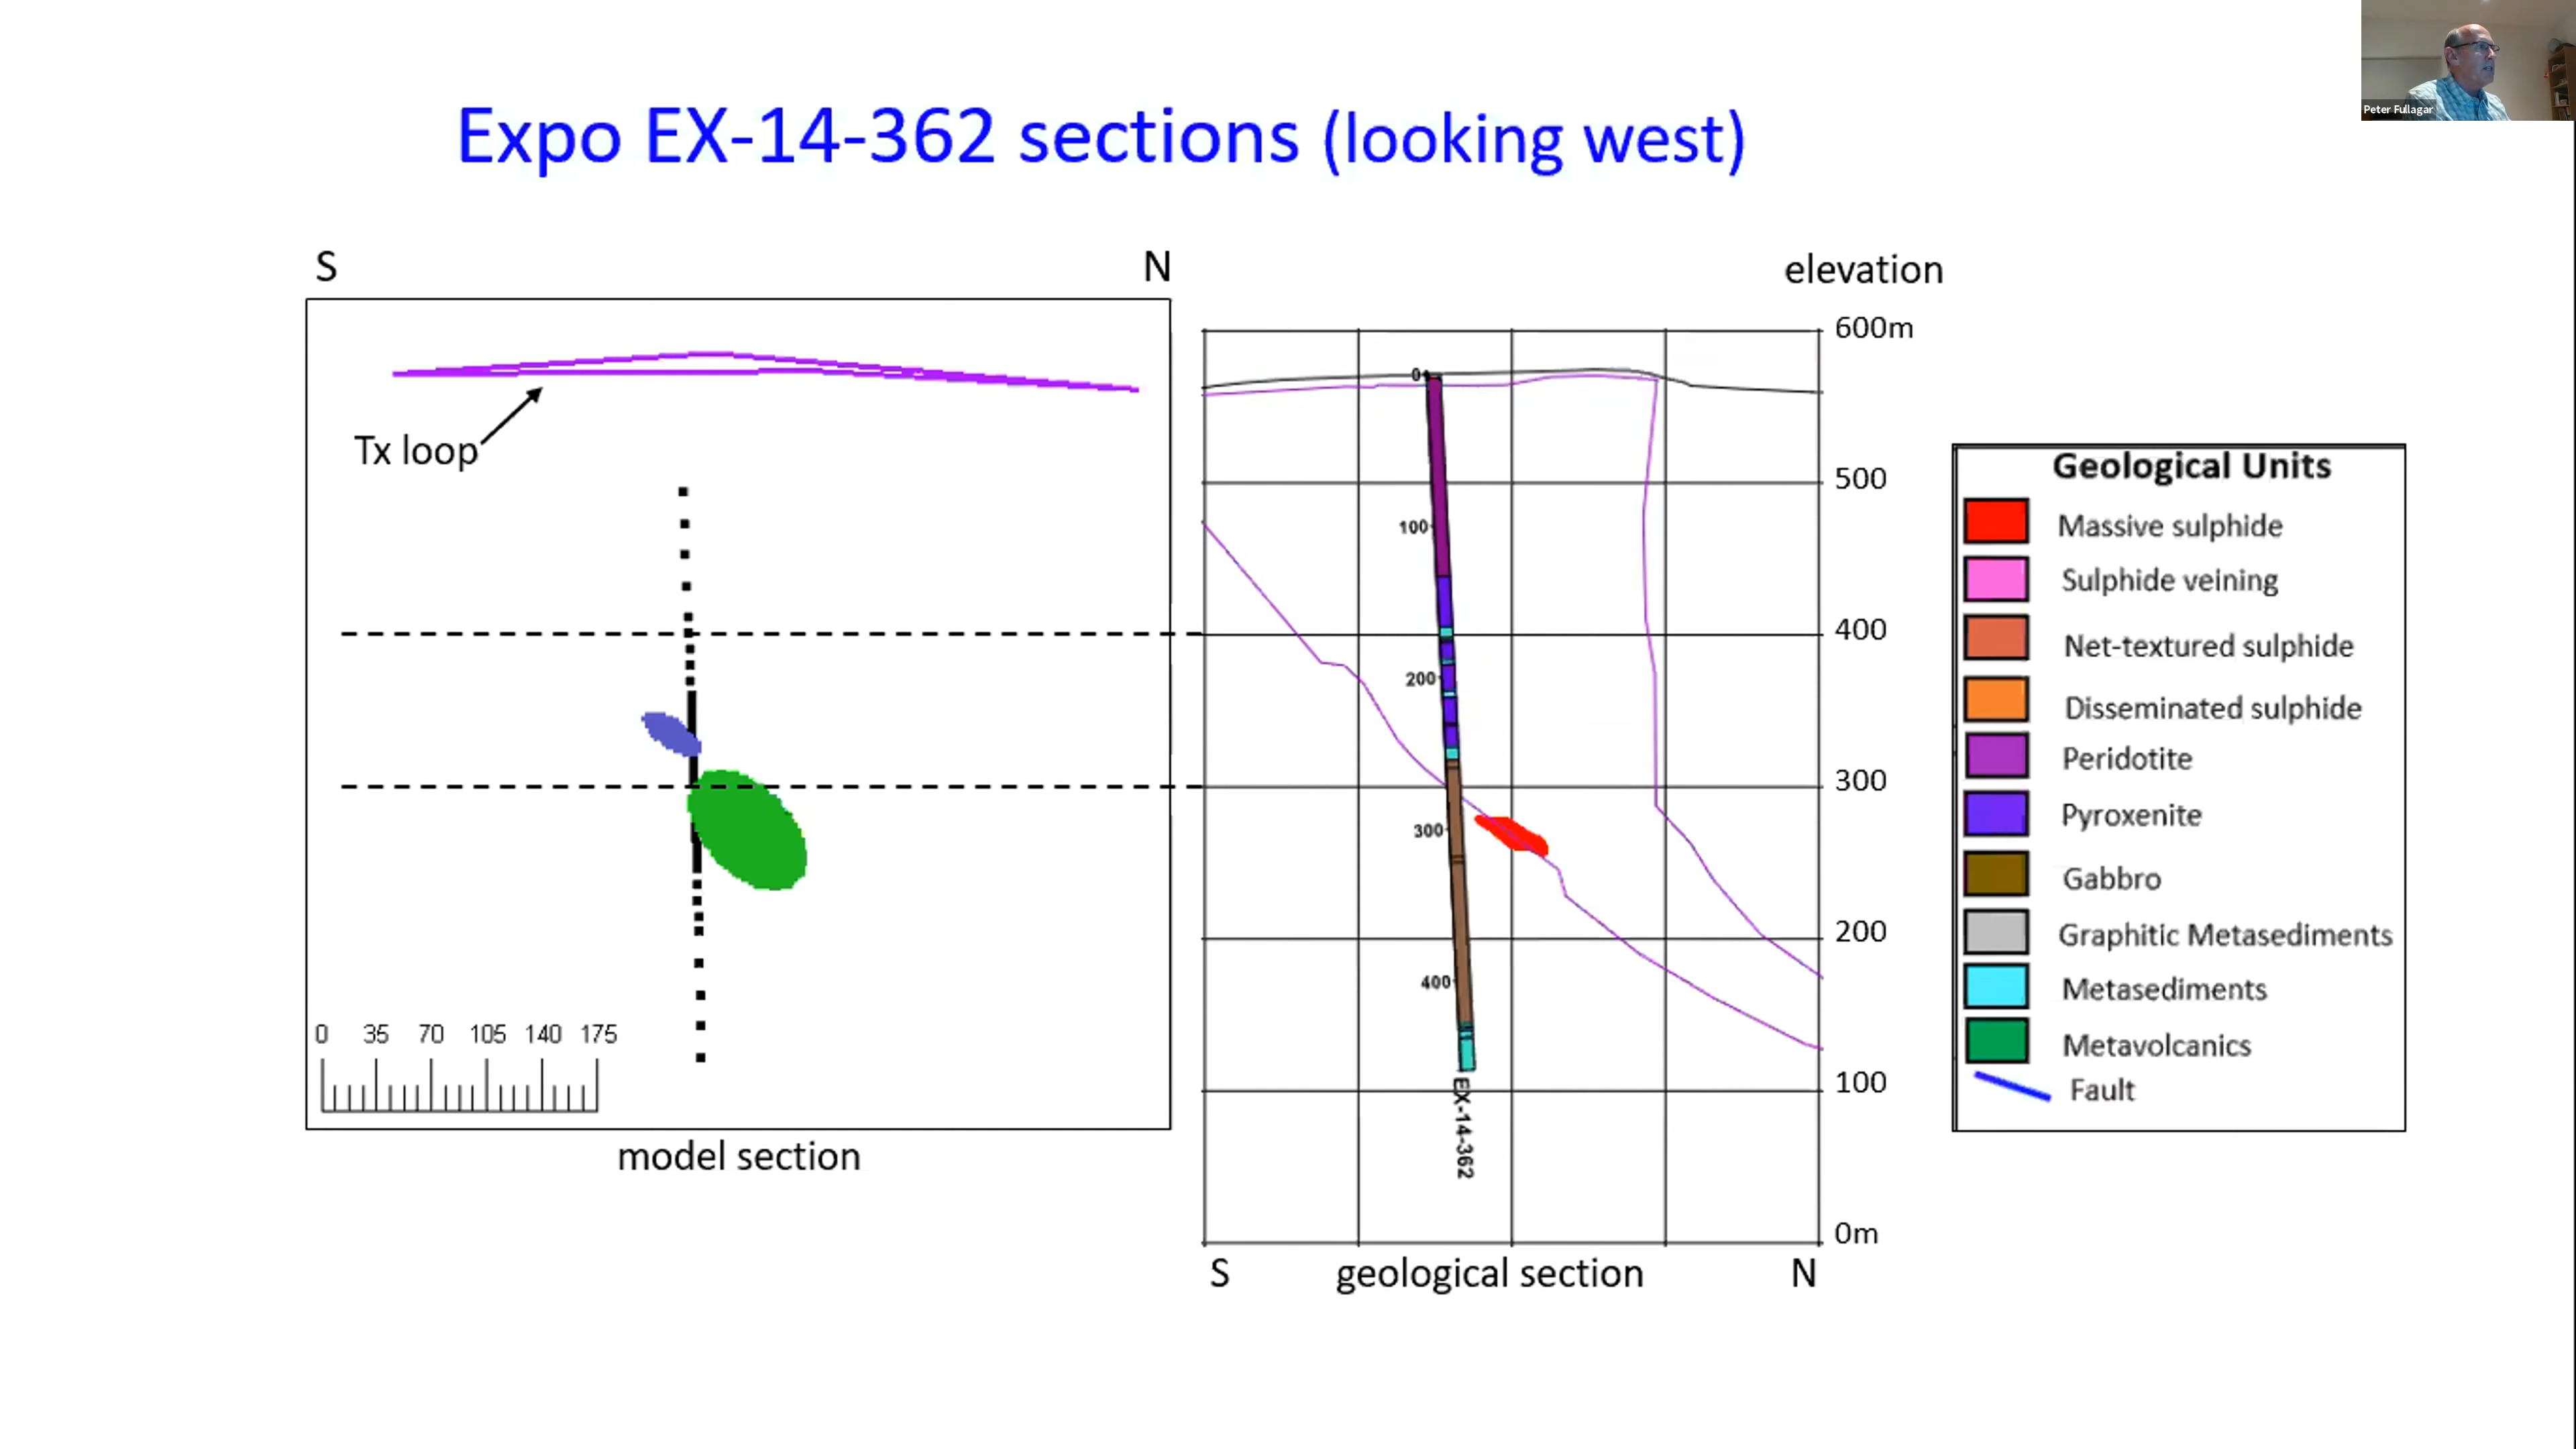 Peter Fullagar
Expo EX-14-362 sections (looking west)
S
N
Tx loop
0 35 70 105 140 175
model section
elevation
600m
500
400
300
200
100
0m
0
100
200
300
400
EX-14-362
S
geological section
N
Geological Units
Massive sulphide
Sulphide veining
Net-textured sulphide
Disseminated sulphide
Peridotite
Pyroxenite
Gabbro
Graphitic Metasediments
Metasediments
Metavolcanics
Fault